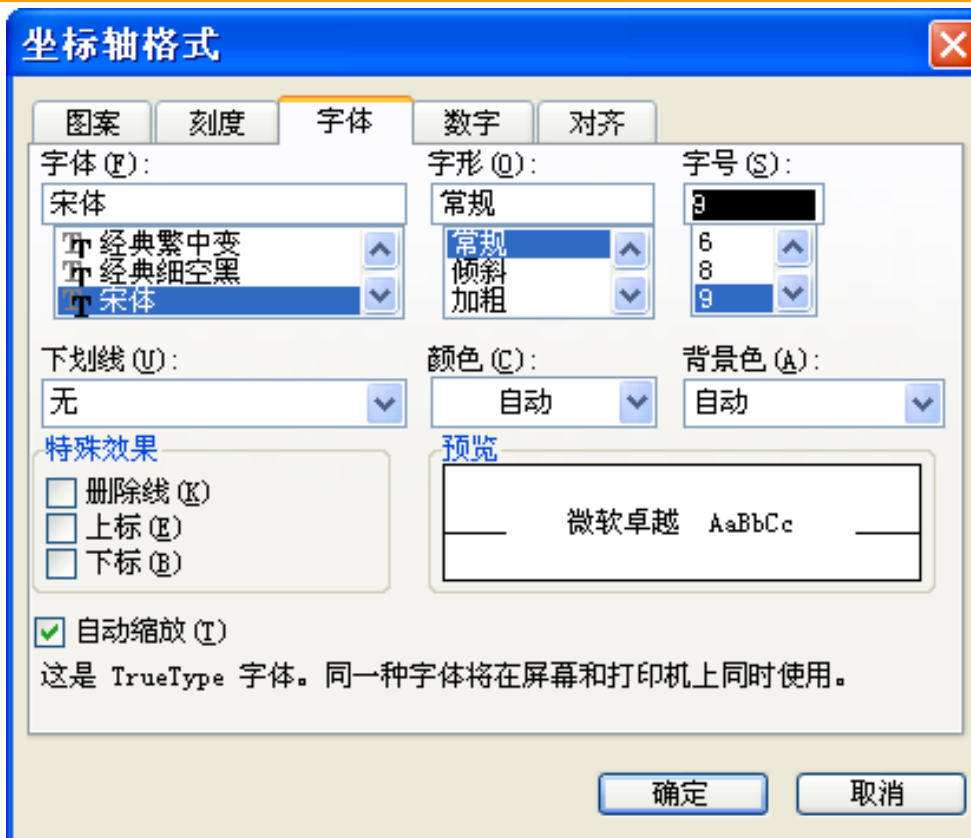 坐标轴格式
图案 刻度 字体 数字 对齐
字体(F): 字形(O): 字号(S):
宋体 常规 9
经典繁中变 常规 6
经典细空黑 倾斜 8
宋体 加粗 9
下划线(U): 颜色(C): 背景色(A):
无 自动 自动
特殊效果 预览
删除线(K)
上标(E)
下标(B)
微软卓越 AaBbCc
自动缩放(T)
这是 TrueType 字体。同一种字体将在屏幕和打印机上同时使用。
确定 取消